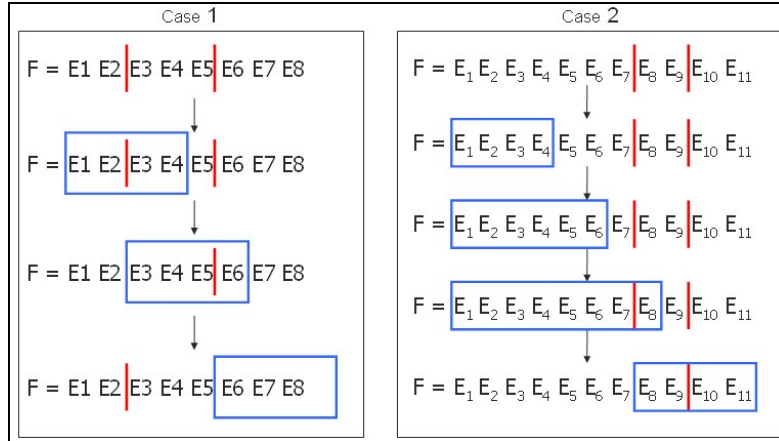 Case 1
F = E1 E2 E3 E4 E5 E6 E7 E8
F = E1 E2 E3 E4 E5 E6 E7 E8
F = E1 E2 E3 E4 E5 E6 E7 E8
F = E1 E2 E3 E4 E5 E6 E7 E8
Case 2
F = E₁ E₂ E₃ E₄ E₅ E₆ E₇ E₈ E₉ E₁₀ E₁₁
F = E₁ E₂ E₃ E₄ E₅ E₆ E₇ E₈ E₉ E₁₀ E₁₁
F = E₁ E₂ E₃ E₄ E₅ E₆ E₇ E₈ E₉ E₁₀ E₁₁
F = E₁ E₂ E₃ E₄ E₅ E₆ E₇ E₈ E₉ E₁₀ E₁₁
F = E₁ E₂ E₃ E₄ E₅ E₆ E₇ E₈ E₉ E₁₀ E₁₁